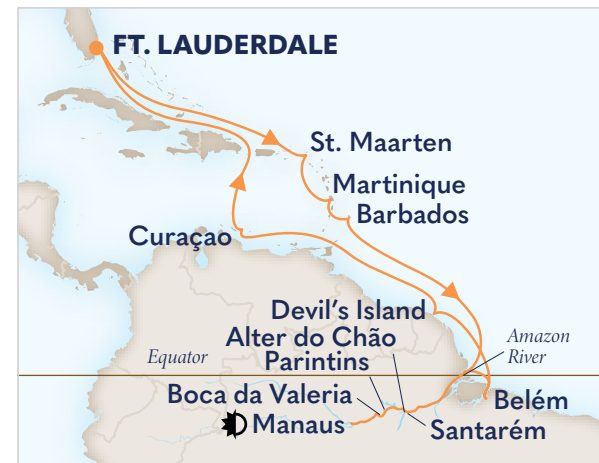 FT. LAUDERDALE
St. Maarten
Martinique
Barbados
Curaçao
Devil's Island
Alter do Chão
Amazon
River
Equator
Parintins
Boca da Valeria
Belém
Manaus
Santarém